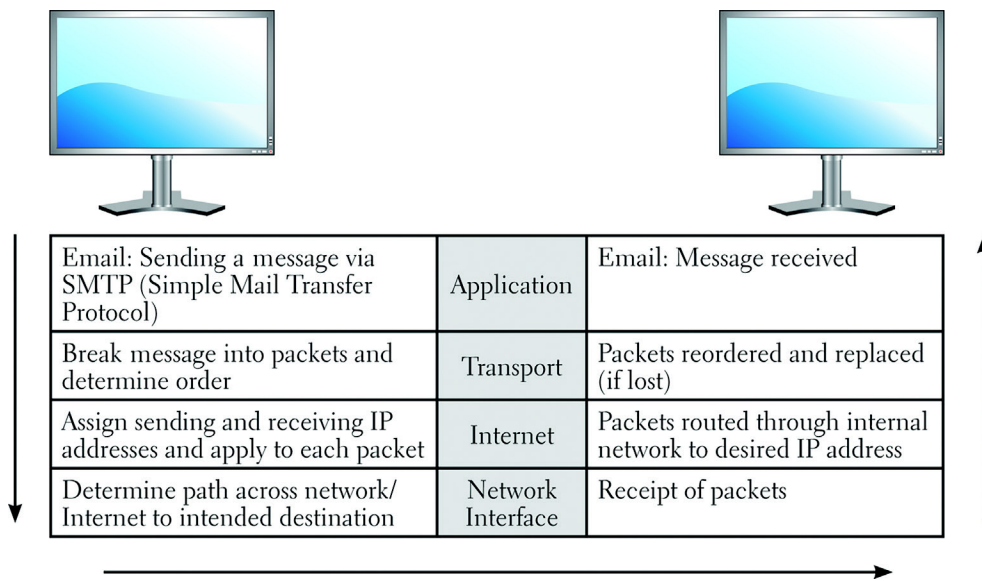 Email: Sending a message via
SMTP (Simple Mail Transfer
Protocol)
Application
Email: Message received
Break message into packets and
determine order
Transport
Packets reordered and replaced
(if lost)
Assign sending and receiving IP
addresses and apply to each packet
Internet
Packets routed through internal
network to desired IP address
Determine path across network/
Internet to intended destination
Network
Interface
Receipt of packets